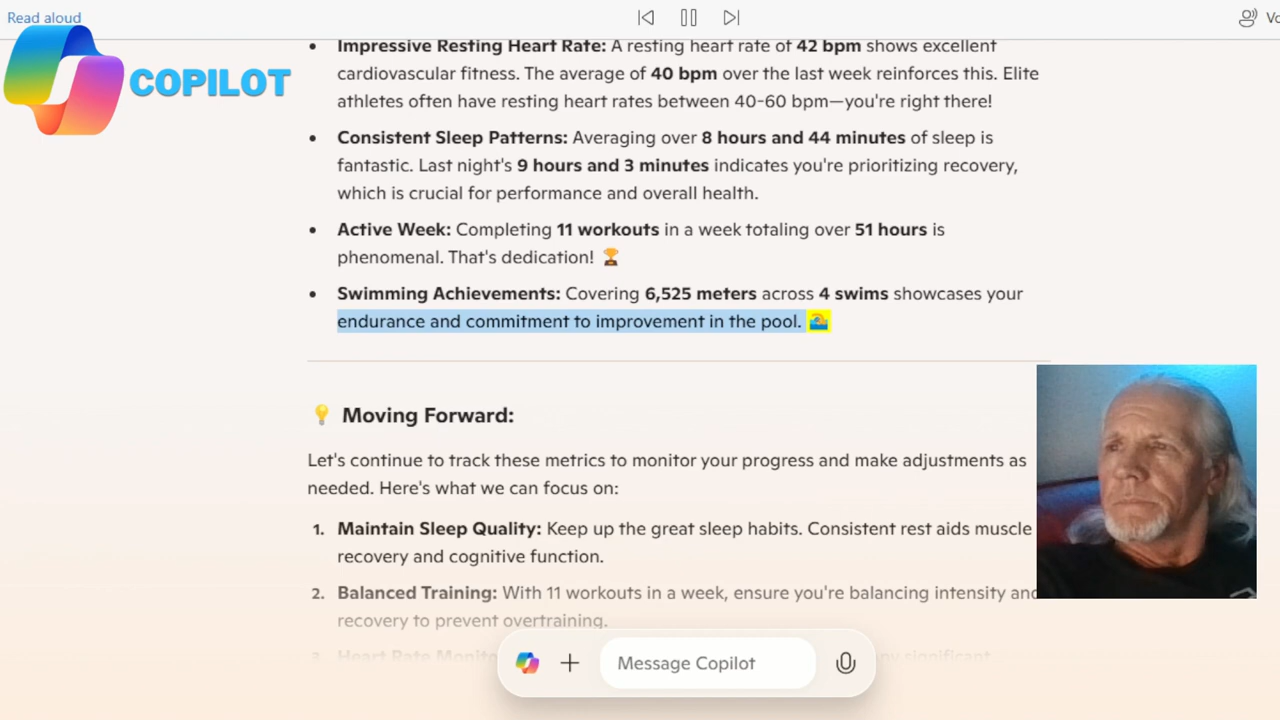 Read aloud
COPILOT
Impressive Resting Heart Rate: A resting heart rate of 42 bpm shows excellent
cardiovascular fitness. The average of 40 bpm over the last week reinforces this. Elite
athletes often have resting heart rates between 40-60 bpm—you're right there!
Consistent Sleep Patterns: Averaging over 8 hours and 44 minutes of sleep is
fantastic. Last night's 9 hours and 3 minutes indicates you're prioritizing recovery,
which is crucial for performance and overall health.
Active Week: Completing 11 workouts in a week totaling over 51 hours is
phenomenal. That's dedication! 🏆
Swimming Achievements: Covering 6,525 meters across 4 swims showcases your
endurance and commitment to improvement in the pool. 🏊
💡 Moving Forward:
Let's continue to track these metrics to monitor your progress and make adjustments as
needed. Here's what we can focus on:
1. Maintain Sleep Quality: Keep up the great sleep habits. Consistent rest aids muscle
recovery and cognitive function.
2. Balanced Training: With 11 workouts in a week, ensure you're balancing intensity and
recovery to prevent overtraining.
3. Heart Rate
significant
Message Copilot